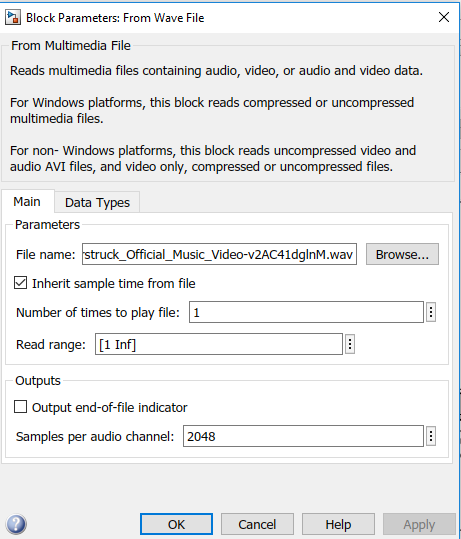 Block Parameters: From Wave File
From Multimedia File
Reads multimedia files containing audio, video, or audio and video data.
For Windows platforms, this block reads compressed or uncompressed
multimedia files.
For non- Windows platforms, this block reads uncompressed video and
audio AVI files, and video only, compressed or uncompressed files.
Main Data Types
Parameters
File name: rstruck_Official_Music_Video-v2AC41dglnM.wav Browse...
Inherit sample time from file
Number of times to play file: 1
Read range: [1 Inf]
Outputs
Output end-of-file indicator
Samples per audio channel: 2048
OK Cancel Help Apply